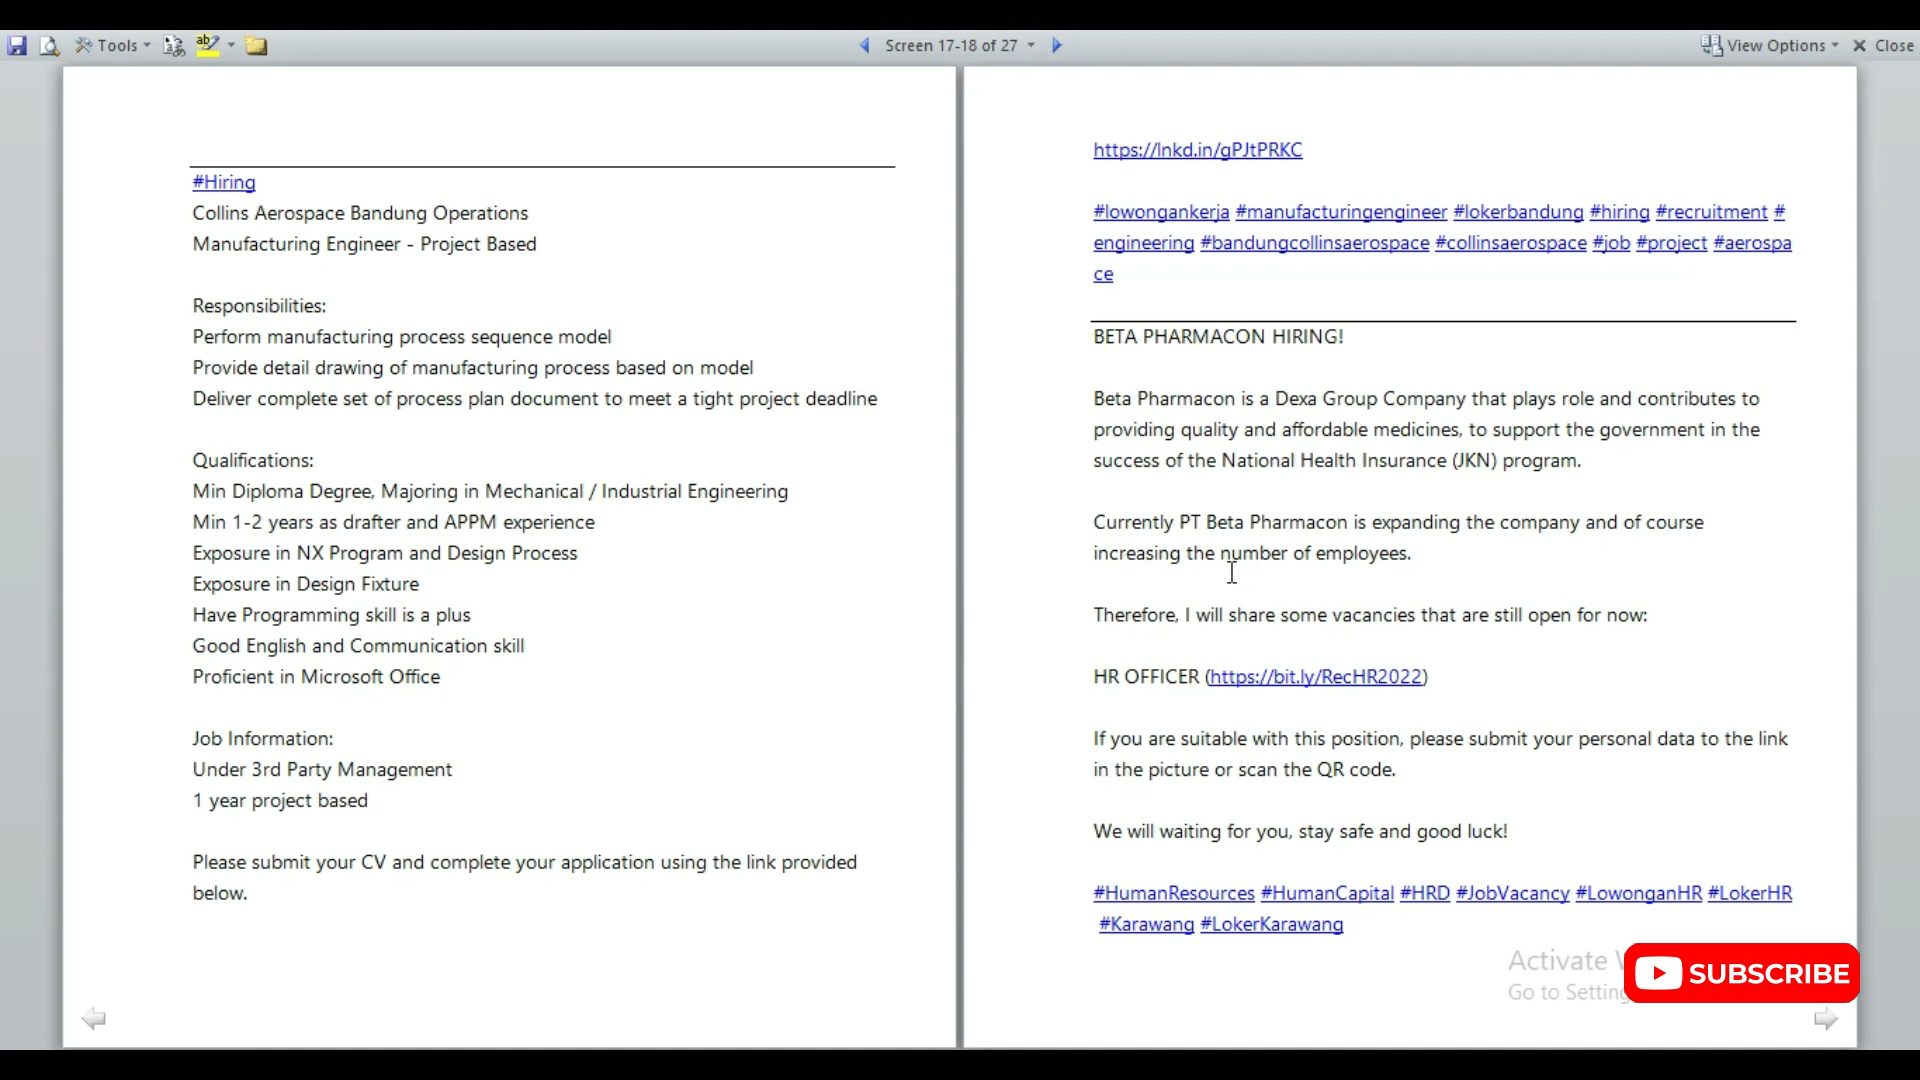 Tools
Screen 17-18 of 27
View Options
Close
#Hiring
Collins Aerospace Bandung Operations
Manufacturing Engineer - Project Based
Responsibilities:
Perform manufacturing process sequence model
Provide detail drawing of manufacturing process based on model
Deliver complete set of process plan document to meet a tight project deadline
Qualifications:
Min Diploma Degree, Majoring in Mechanical / Industrial Engineering
Min 1-2 years as drafter and APPM experience
Exposure in NX Program and Design Process
Exposure in Design Fixture
Have Programming skill is a plus
Good English and Communication skill
Proficient in Microsoft Office
Job Information:
Under 3rd Party Management
1 year project based
Please submit your CV and complete your application using the link provided
below.
https://lnkd.in/gPJtPRKC
#lowongankerja #manufacturingengineer #lokerbandung #hiring #recruitment #
engineering #bandungcollinsaerospace #collinsaerospace #job #project #aerospa
ce
BETA PHARMACON HIRING!
Beta Pharmacon is a Dexa Group Company that plays role and contributes to
providing quality and affordable medicines, to support the government in the
success of the National Health Insurance (JKN) program.
Currently PT Beta Pharmacon is expanding the company and of course
increasing the number of employees.
Therefore, I will share some vacancies that are still open for now:
HR OFFICER (https://bit.ly/RecHR2022)
If you are suitable with this position, please submit your personal data to the link
in the picture or scan the QR code.
We will waiting for you, stay safe and good luck!
#HumanResources #HumanCapital #HRD #JobVacancy #LowonganHR #LokerHR
#Karawang #LokerKarawang
Activate
Go to Setting
SUBSCRIBE